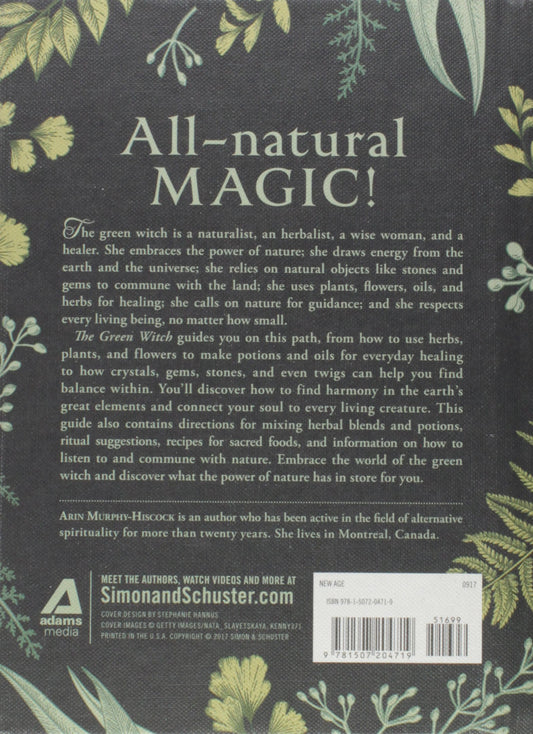 All-natural
MAGIC!
The green witch is a naturalist, an herbalist, a wise woman, and a
healer. She embraces the power of nature; she draws energy from the
earth and the universe; she relies on natural objects like stones and
gems to commune with the land; she uses plants, flowers, oils, and
herbs for healing; she calls on nature for guidance; and she respects
every living being, no matter how small.
The Green Witch guides you on this path, from how to use herbs,
plants, and flowers to make potions and oils for everyday healing
to how crystals, gems, stones, and even twigs can help you find
balance within. You'll discover how to find harmony in the earth's
great elements and connect your soul to every living creature. This
guide also contains directions for mixing herbal blends and potions,
ritual suggestions, recipes for sacred foods, and information on how to
listen to and commune with nature. Embrace the world of the green
witch and discover what the power of nature has in store for you.
ARIN MURPHY-HISCOCK is an author who has been active in the field of alternative
spirituality for more than twenty years. She lives in Montreal, Canada.
A
adams
media
MEET THE AUTHORS, WATCH VIDEOS AND MORE AT
SimonandSchuster.com
COVER DESIGN BY STEPHANIE HANNUS
COVER IMAGES © GETTY IMAGES/NATA_SLAVETSKAYA, KENNY371
PRINTED IN THE U.S.A. COPYRIGHT © 2017 SIMON & SCHUSTER
NEW AGE 0917
ISBN 978-1-5072-0471-9
51699
9 781507 204719